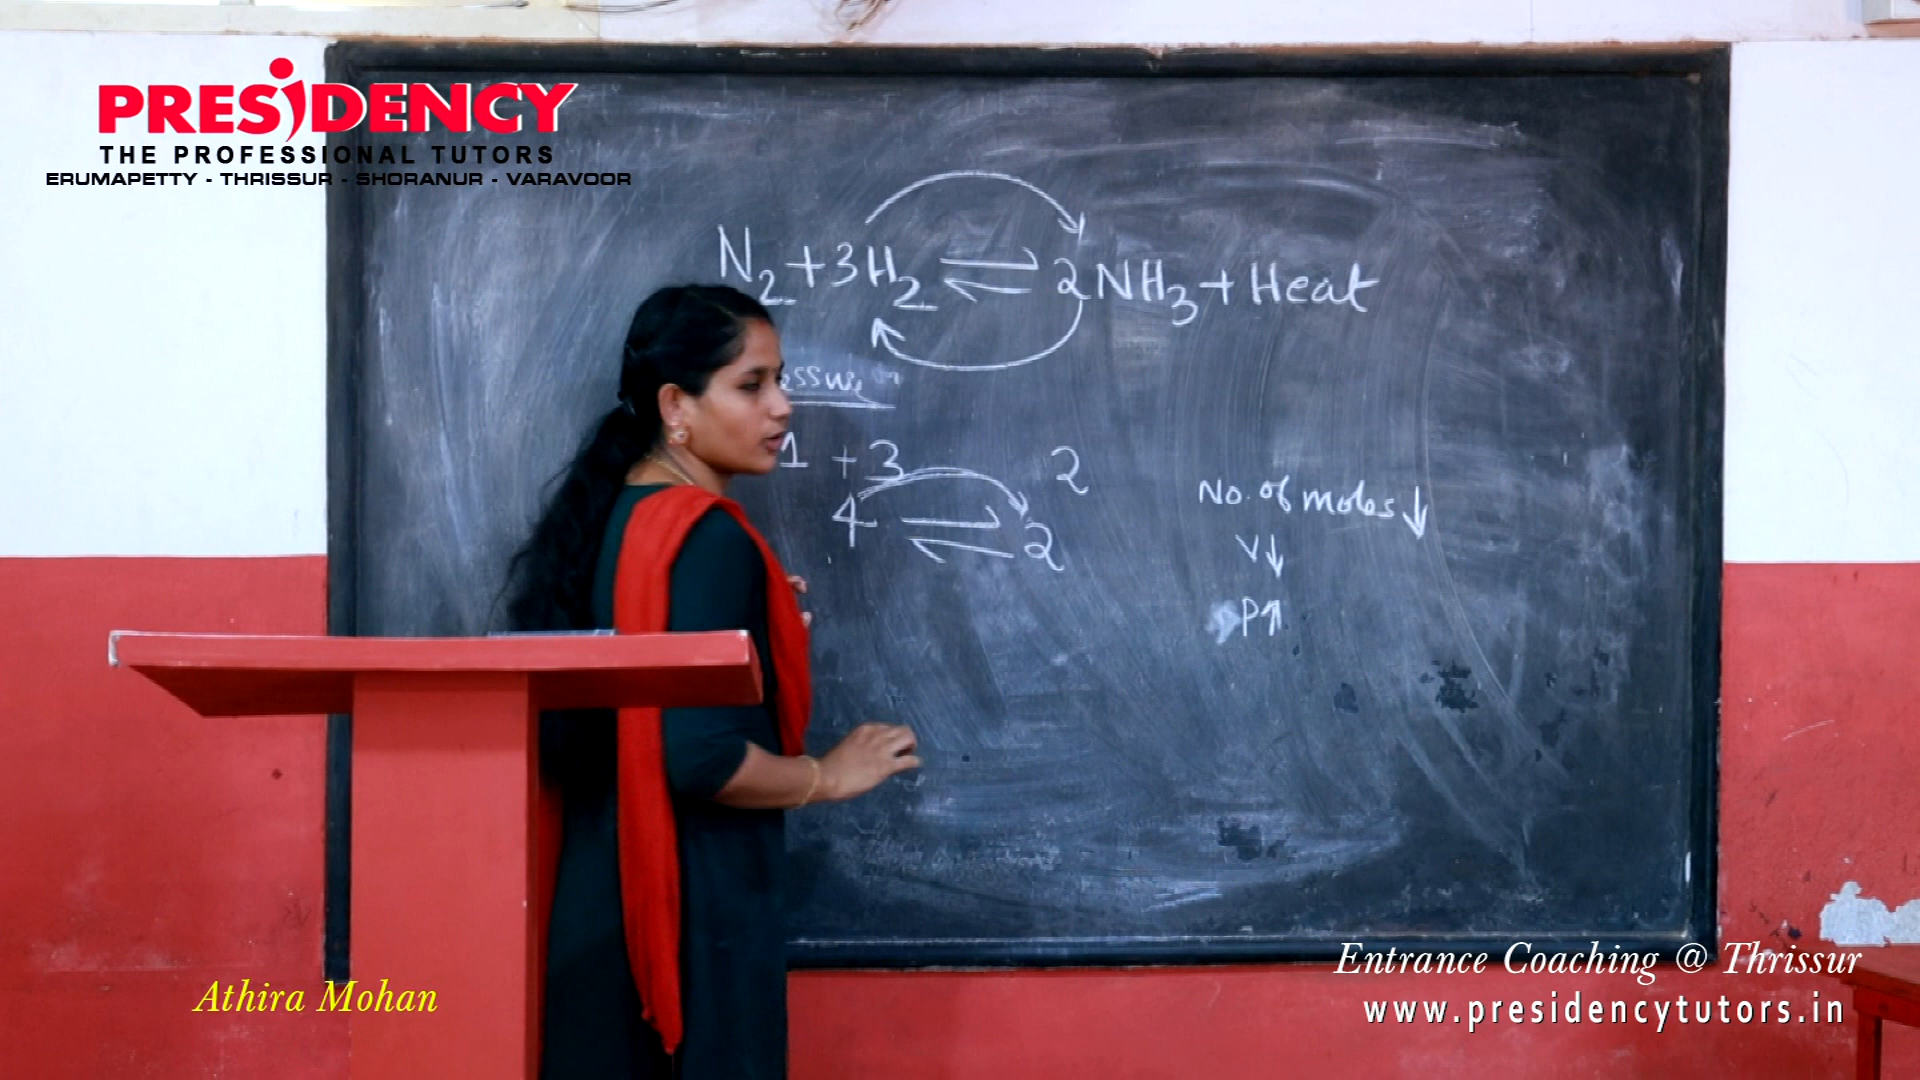 PRESIDENCY
THE PROFESSIONAL TUTORS
ERUMAPETTY - THRISSUR - SHORANUR - VARAVOOR
N2 + 3H2 ⇌ 2NH3 + Heat
essure
1 + 3 2
4 ⇌ 2
No. of moles ↓
V ↓
P ↑
Athira Mohan
Entrance Coaching @ Thrissur
www.presidencytutors.in